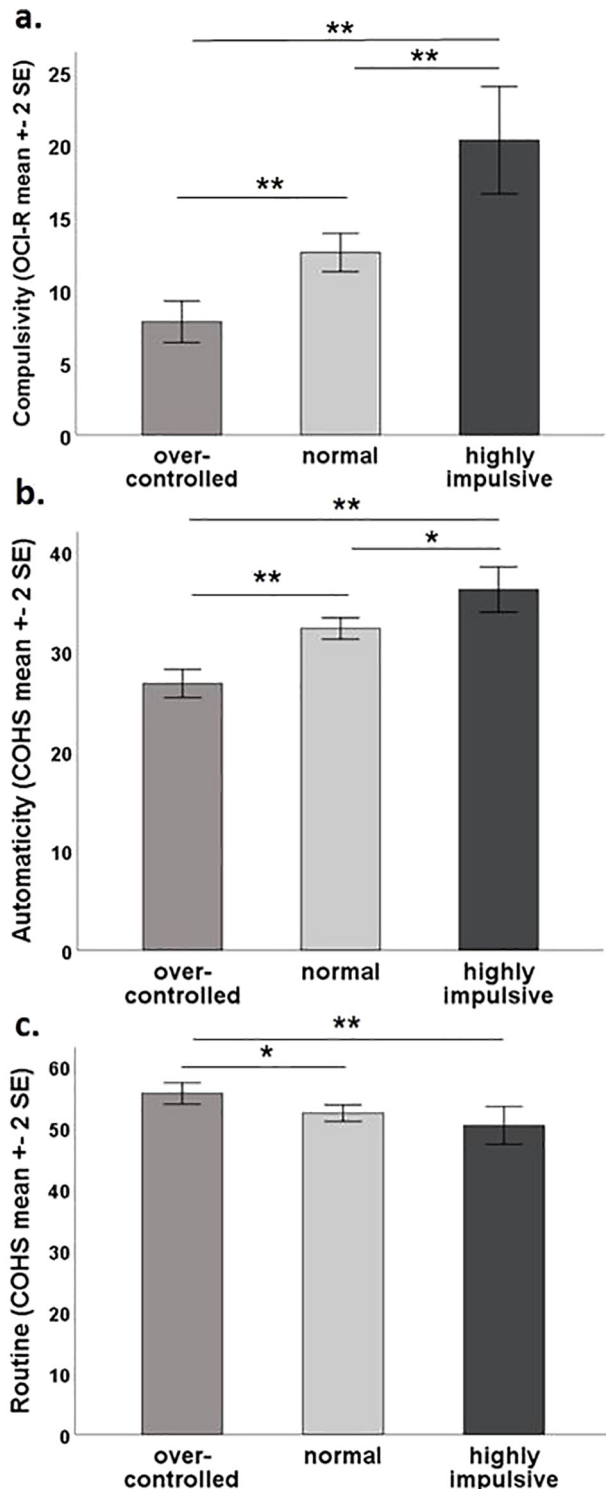 a.
**
**
**
Compulsivity (OCI-R mean +- 2 SE)
25
20
15
10
5
0
over-
controlled
normal
highly
impulsive
b.
**
*
**
Automaticity (COHS mean +- 2 SE)
40
30
20
10
0
over-
controlled
normal
highly
impulsive
c.
**
*
Routine (COHS mean +- 2 SE)
60
50
40
30
20
10
0
over-
controlled
normal
highly
impulsive